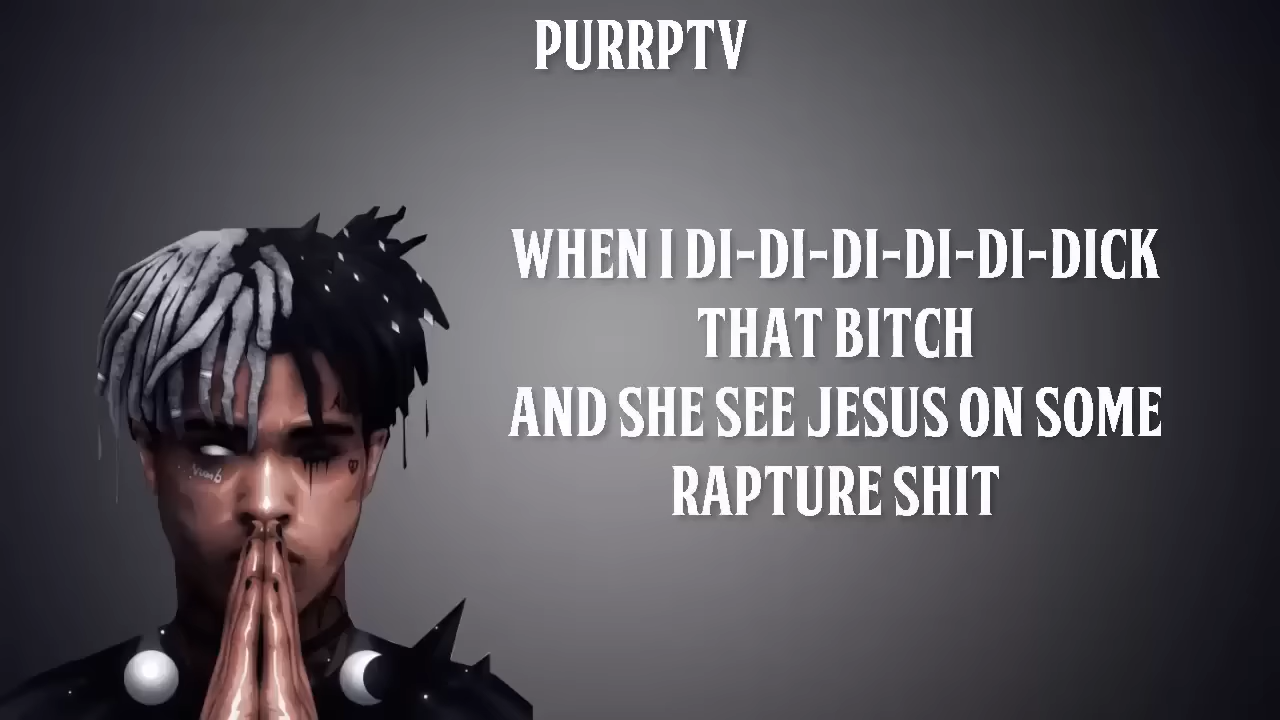 PURRPTV
WHEN I DI-DI-DI-DI-DI-DICK
THAT BITCH
AND SHE SEE JESUS ON SOME
RAPTURE SHIT